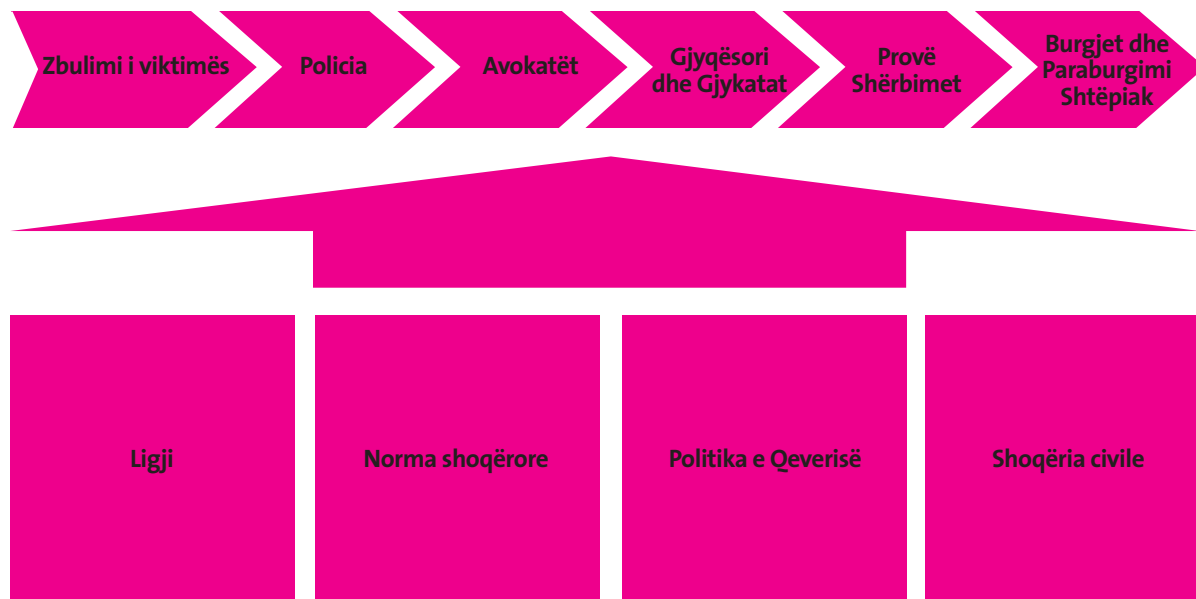 Zbulimi i viktimës
Policia
Avokatët
Gjyqësori
dhe Gjykatat
Provë
Shërbimet
Burgjet dhe
Paraburgimi
Shtëpiak
Ligji
Norma shoqërore
Politika e Qeverisë
Shoqëria civile